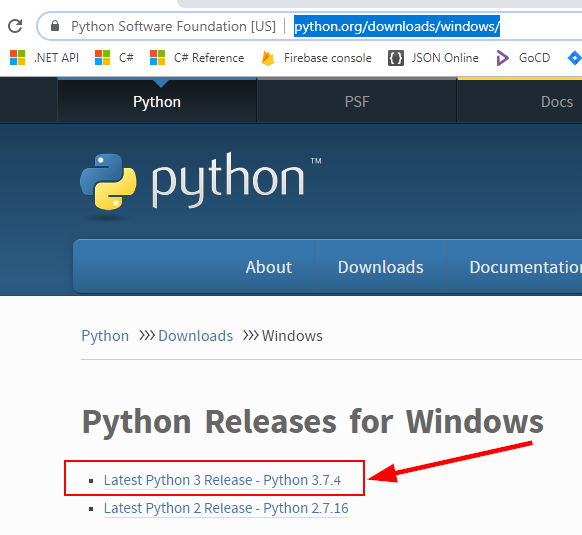 Python Software Foundation [US] | python.org/downloads/windows/
.NET API C# C# Reference Firebase console JSON Online GoCD
Python PSF Docs
python™
About Downloads Documentation
Python >>> Downloads >>> Windows
Python Releases for Windows
Latest Python 3 Release - Python 3.7.4
Latest Python 2 Release - Python 2.7.16